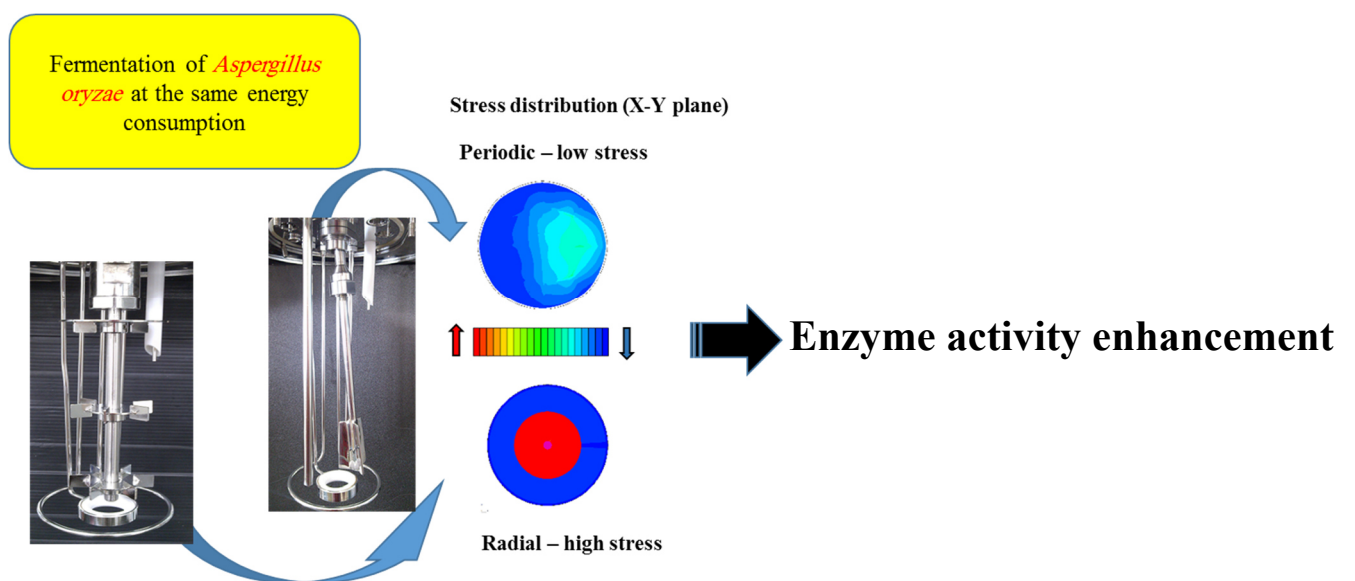 Fermentation of Aspergillus
oryzae at the same energy
consumption
Stress distribution (X-Y plane)
Periodic – low stress
Enzyme activity enhancement
Radial – high stress